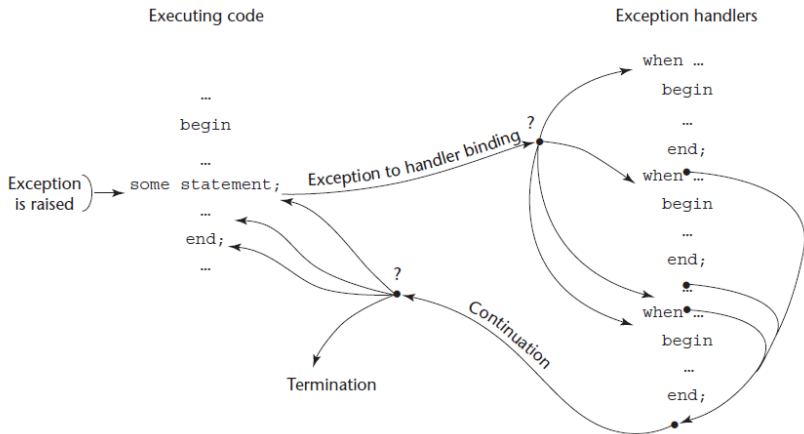 Executing code
Exception handlers
…
begin
…
Exception
is raised
some statement;
…
end;
…
Exception to handler binding
?
when …
begin
…
end;
when …
begin
…
end;
…
when …
begin
…
end;
?
Continuation
Termination